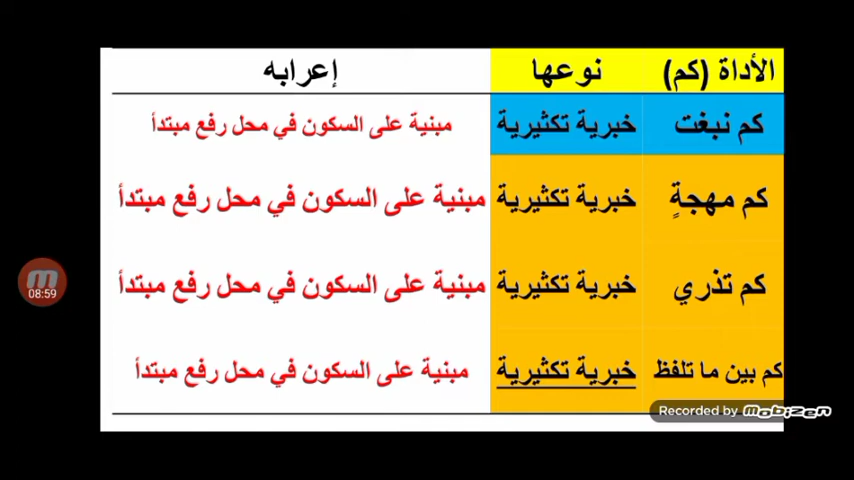 الأداة (كم) نوعها إعرابه
كم نبغت خبرية تكثيرية مبنية على السكون في محل رفع مبتدأ
كم مهجةٍ خبرية تكثيرية مبنية على السكون في محل رفع مبتدأ
كم تذري خبرية تكثيرية مبنية على السكون في محل رفع مبتدأ
كم بين ما تلفظ خبرية تكثيرية مبنية على السكون في محل رفع مبتدأ
08:59
Recorded by Mobizen